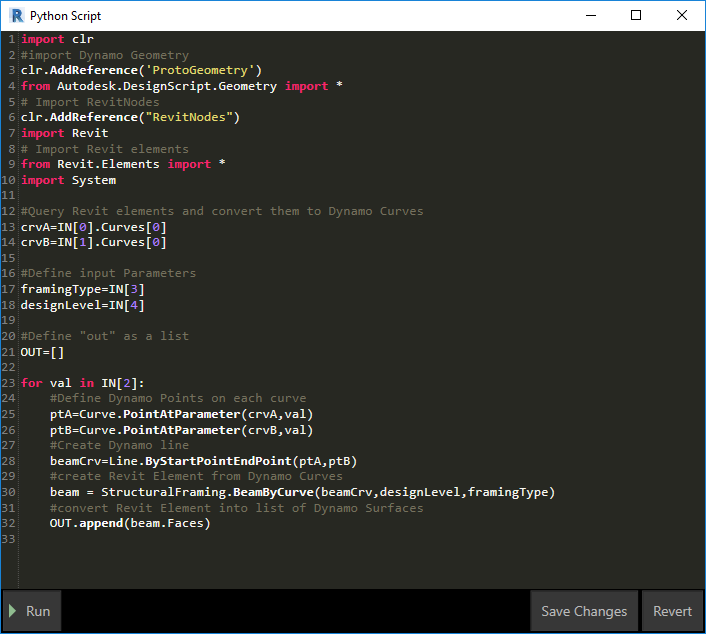 R Python Script
1 import clr
2 #import Dynamo Geometry
3 clr.AddReference('ProtoGeometry')
4 from Autodesk.DesignScript.Geometry import *
5 # Import RevitNodes
6 clr.AddReference("RevitNodes")
7 import Revit
8 # Import Revit elements
9 from Revit.Elements import *
10 import System
11
12 #Query Revit elements and convert them to Dynamo Curves
13 crvA=IN[0].Curves[0]
14 crvB=IN[1].Curves[0]
15
16 #Define input Parameters
17 framingType=IN[3]
18 designLevel=IN[4]
19
20 #Define "out" as a list
21 OUT=[]
22
23 for val in IN[2]:
24     #Define Dynamo Points on each curve
25     ptA=Curve.PointAtParameter(crvA,val)
26     ptB=Curve.PointAtParameter(crvB,val)
27     #Create Dynamo line
28     beamCrv=Line.ByStartPointEndPoint(ptA,ptB)
29     #create Revit Element from Dynamo Curves
30     beam = StructuralFraming.BeamByCurve(beamCrv,designLevel,framingType)
31     #convert Revit Element into list of Dynamo Surfaces
32     OUT.append(beam.Faces)
33
Run Save Changes Revert